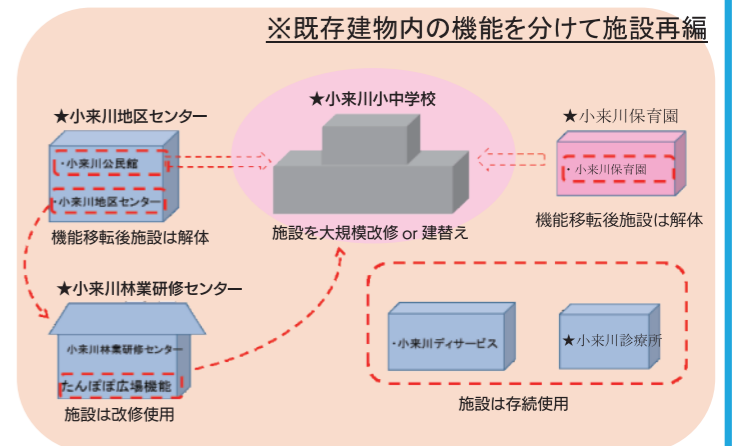 ※既存建物内の機能を分けて施設再編
★小来川地区センター
・小来川公民館
・小来川地区センター
機能移転後施設は解体
★小来川小中学校
施設を大規模改修 or 建替え
★小来川保育園
・小来川保育園
機能移転後施設は解体
★小来川林業研修センター
小来川林業研修センター
たんぽぽ広場機能
施設は改修使用
・小来川ディサービス
★小来川診療所
施設は存続使用